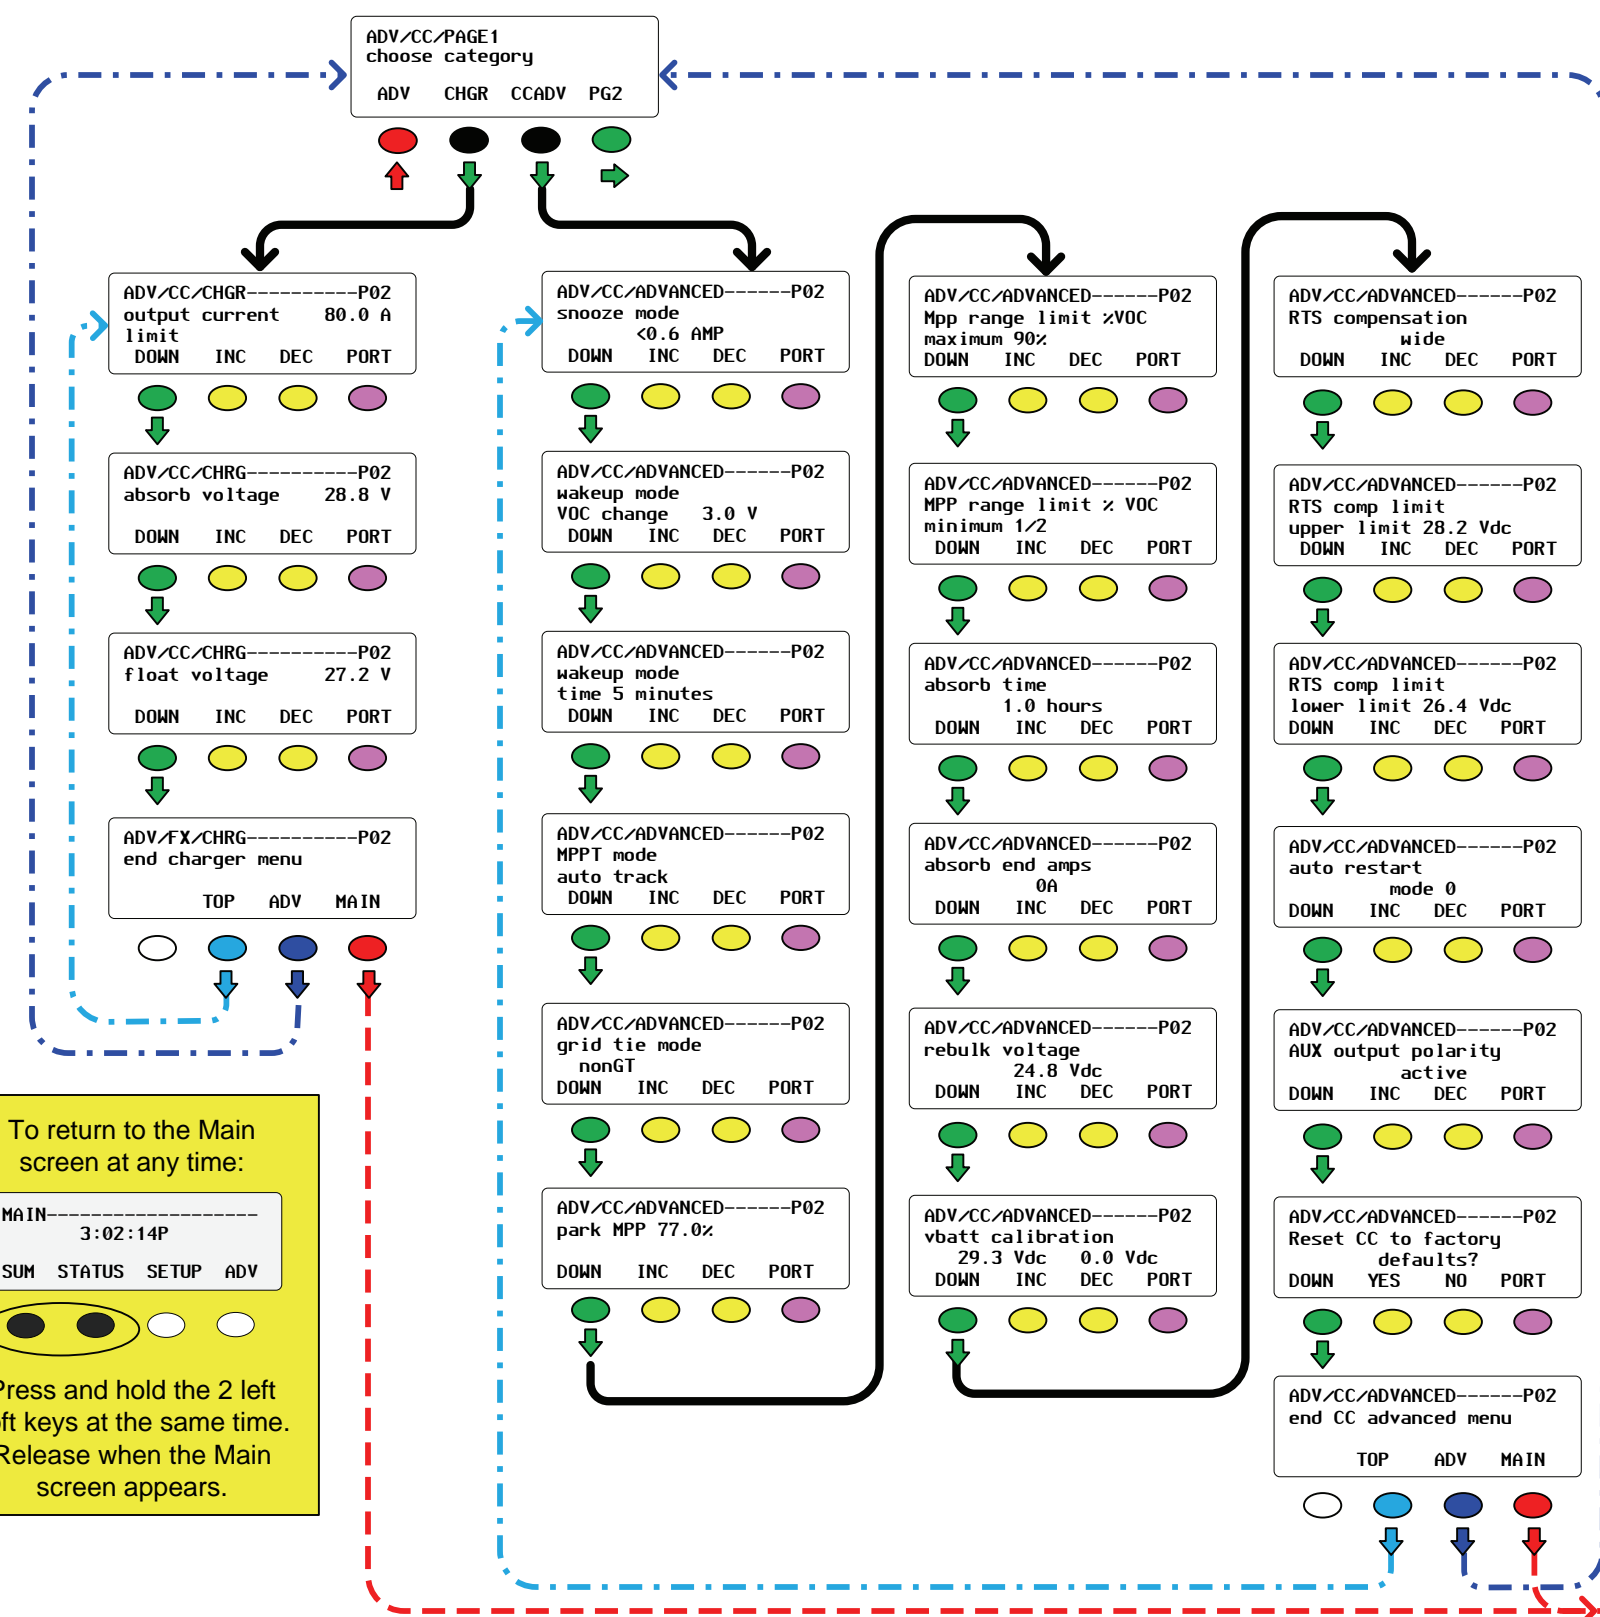 ADV/CC/PAGE1
choose category
ADV CHGR CCADV PG2
ADV/CC/CHGR----------P02
output current 80.0 A
limit
DOWN INC DEC PORT
ADV/CC/CHRG----------P02
absorb voltage 28.8 V
DOWN INC DEC PORT
ADV/CC/CHRG----------P02
float voltage 27.2 V
DOWN INC DEC PORT
ADV/FX/CHRG----------P02
end charger menu
TOP ADV MAIN
To return to the Main
screen at any time:
MAIN-------------------
3:02:14P
SUM STATUS SETUP ADV
Press and hold the 2 left
oft keys at the same time.
Release when the Main
screen appears.
ADV/CC/ADVANCED------P02
snooze mode
<0.6 AMP
DOWN INC DEC PORT
ADV/CC/ADVANCED------P02
wakeup mode
VOC change 3.0 V
DOWN INC DEC PORT
ADV/CC/ADVANCED------P02
wakeup mode
time 5 minutes
DOWN INC DEC PORT
ADV/CC/ADVANCED------P02
MPPT mode
auto track
DOWN INC DEC PORT
ADV/CC/ADVANCED------P02
grid tie mode
nonGT
DOWN INC DEC PORT
ADV/CC/ADVANCED------P02
park MPP 77.0%
DOWN INC DEC PORT
ADV/CC/ADVANCED------P02
Mpp range limit %VOC
maximum 90%
DOWN INC DEC PORT
ADV/CC/ADVANCED------P02
MPP range limit % VOC
minimum 1/2
DOWN INC DEC PORT
ADV/CC/ADVANCED------P02
absorb time
1.0 hours
DOWN INC DEC PORT
ADV/CC/ADVANCED------P02
absorb end amps
0A
DOWN INC DEC PORT
ADV/CC/ADVANCED------P02
rebulk voltage
24.8 Vdc
DOWN INC DEC PORT
ADV/CC/ADVANCED------P02
vbatt calibration
29.3 Vdc 0.0 Vdc
DOWN INC DEC PORT
ADV/CC/ADVANCED------P02
RTS compensation
wide
DOWN INC DEC PORT
ADV/CC/ADVANCED------P02
RTS comp limit
upper limit 28.2 Vdc
DOWN INC DEC PORT
ADV/CC/ADVANCED------P02
RTS comp limit
lower limit 26.4 Vdc
DOWN INC DEC PORT
ADV/CC/ADVANCED------P02
auto restart
mode 0
DOWN INC DEC PORT
ADV/CC/ADVANCED------P02
AUX output polarity
active
DOWN INC DEC PORT
ADV/CC/ADVANCED------P02
Reset CC to factory
defaults?
DOWN YES NO PORT
ADV/CC/ADVANCED------P02
end CC advanced menu
TOP ADV MAIN